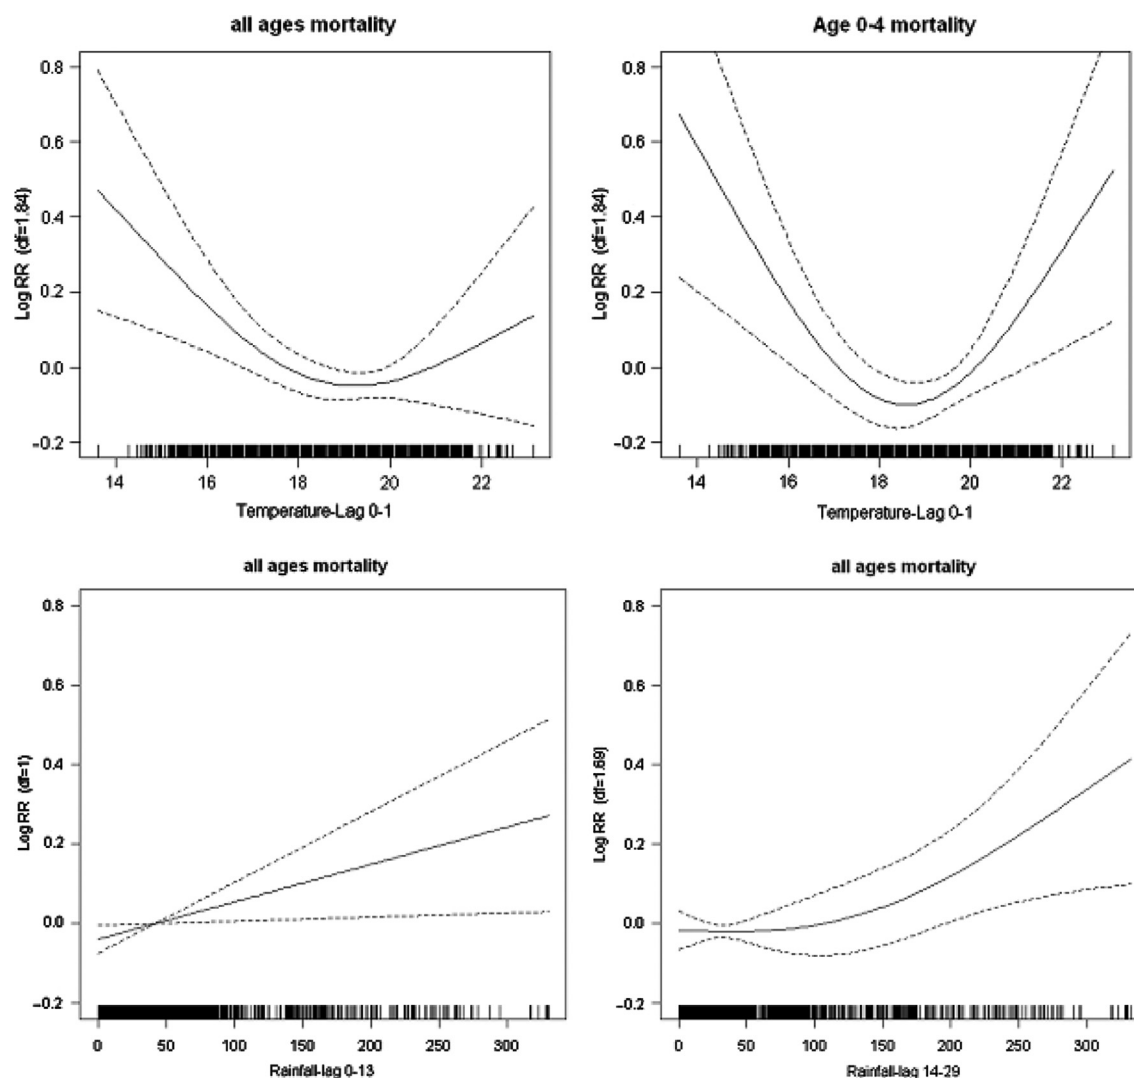 all ages mortality
0.8
0.6
0.4
0.2
0.0
−0.2
Log RR (df=1.84)
14 16 18 20 22
Temperature-Lag 0-1
Age 0-4 mortality
0.8
0.6
0.4
0.2
0.0
−0.2
Log RR (df=1.84)
14 16 18 20 22
Temperature-Lag 0-1
all ages mortality
0.8
0.6
0.4
0.2
0.0
−0.2
Log RR (df=1)
0 50 100 150 200 250 300
Rainfall-lag 0-13
all ages mortality
0.8
0.6
0.4
0.2
0.0
−0.2
Log RR [df=1.69]
0 50 100 150 200 250 300
Rainfall-lag 14-29